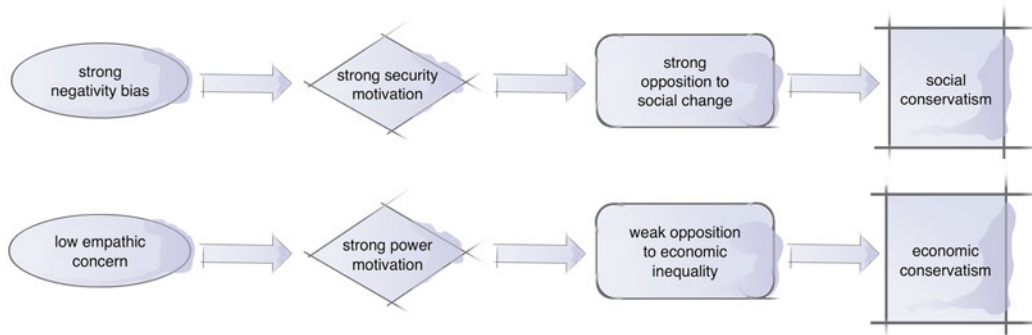 strong
negativity bias
strong security
motivation
strong
opposition to
social change
social
conservatism
low empathic
concern
strong power
motivation
weak opposition
to economic
inequality
economic
conservatism